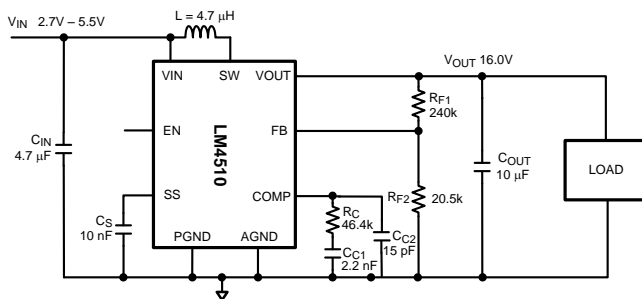 L = 4.7 µH
VIN 2.7V – 5.5V
VOUT 16.0V
VIN
SW
VOUT
RF1
240k
CIN
4.7 µF
EN
LM4510
FB
COUT
10 µF
LOAD
SS
COMP
RF2
20.5k
CS
10 nF
RC
46.4k
PGND
AGND
CC1
2.2 nF
CC2
15 pF